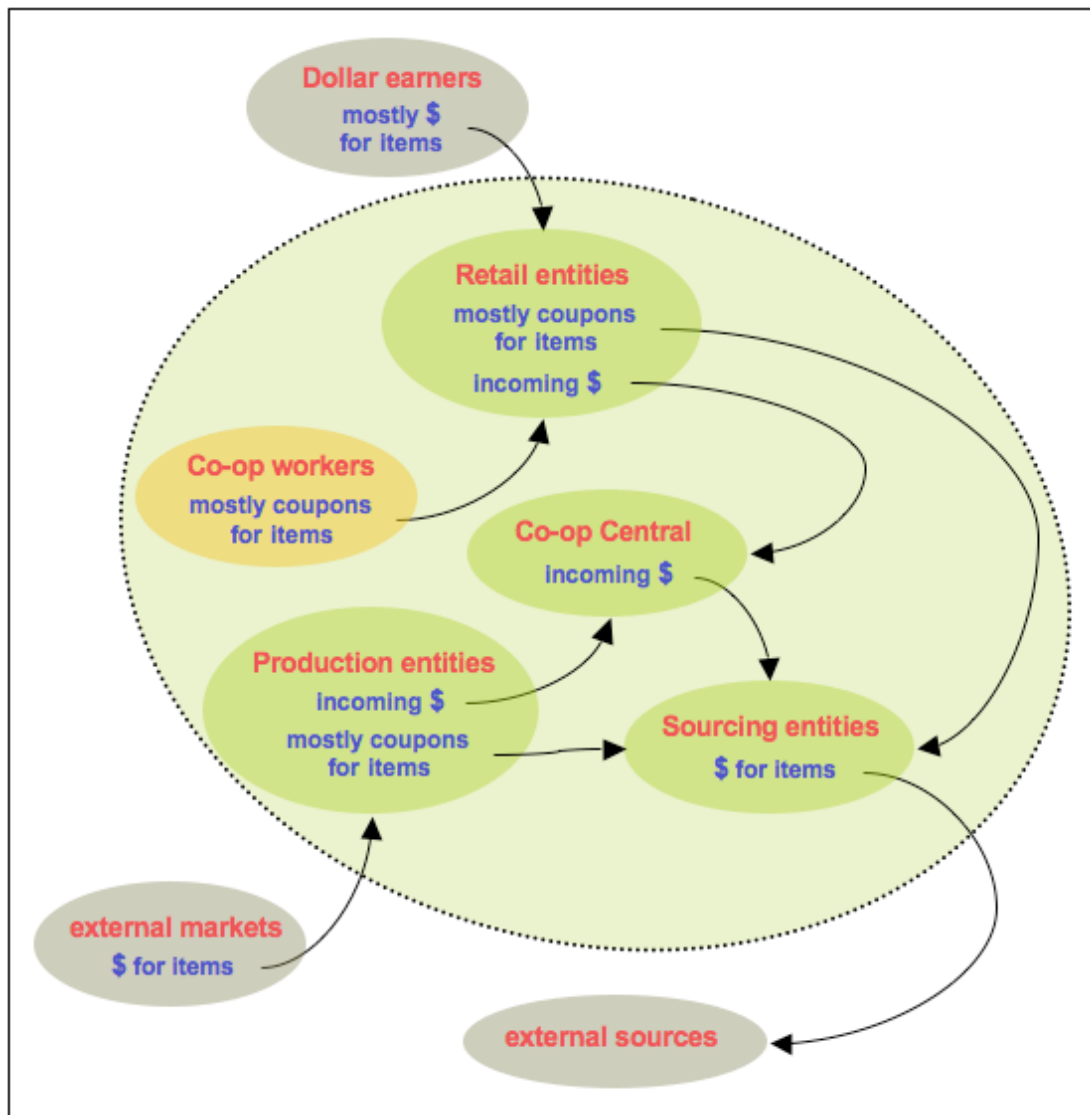 Dollar earners
mostly $
for items
Retail entities
mostly coupons
for items
incoming $
Co-op workers
mostly coupons
for items
Co-op Central
incoming $
Production entities
incoming $
mostly coupons
for items
Sourcing entities
$ for items
external markets
$ for items
external sources